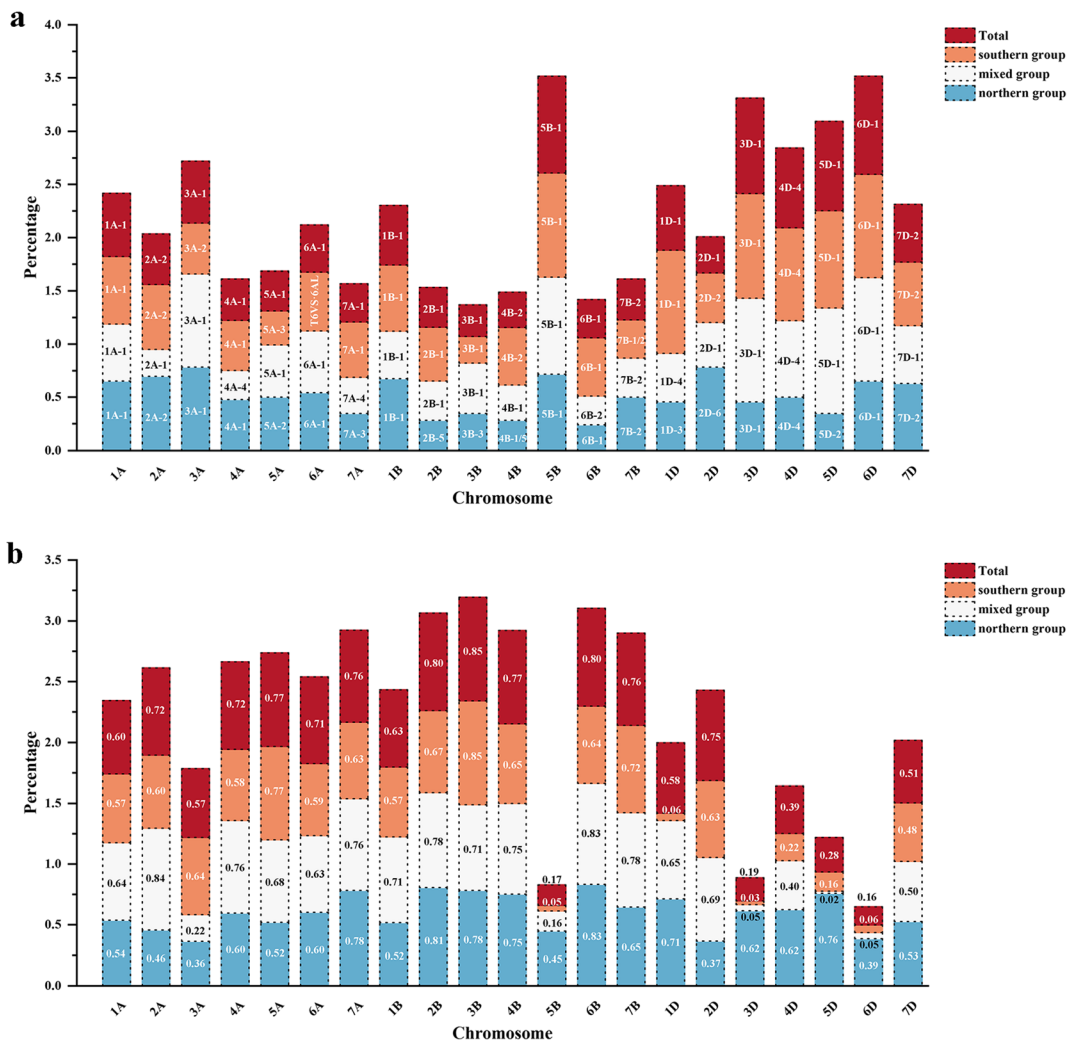 a
Percentage
4.0
3.5
3.0
2.5
2.0
1.5
1.0
0.5
0.0
Total
southern group
mixed group
northern group
1A-1
1A-1
1A-1
1A-1
2A-2
2A-2
2A-1
2A-2
3A-1
3A-2
3A-1
3A-1
4A-1
4A-1
4A-4
4A-1
5A-1
5A-3
5A-1
5A-2
6A-1
T6VS·6AL
6A-1
6A-1
7A-1
7A-1
7A-4
7A-3
1B-1
1B-1
1B-1
1B-1
2B-1
2B-1
2B-1
2B-5
3B-1
3B-1
3B-1
3B-3
4B-2
4B-2
4B-1
4B-1/5
5B-1
5B-1
5B-1
5B-1
6B-1
6B-1
6B-2
6B-1
7B-2
7B-1/2
7B-2
7B-2
1D-1
1D-1
1D-4
1D-3
2D-1
2D-2
2D-1
2D-6
3D-1
3D-1
3D-1
3D-1
4D-4
4D-4
4D-4
4D-4
5D-1
5D-1
5D-1
5D-2
6D-1
6D-1
6D-1
6D-1
7D-2
7D-2
7D-1
7D-2
1A 2A 3A 4A 5A 6A 7A 1B 2B 3B 4B 5B 6B 7B 1D 2D 3D 4D 5D 6D 7D
Chromosome
b
Percentage
3.5
3.0
2.5
2.0
1.5
1.0
0.5
0.0
Total
southern group
mixed group
northern group
0.60
0.57
0.64
0.54
0.72
0.60
0.84
0.46
0.57
0.64
0.22
0.36
0.72
0.58
0.76
0.60
0.77
0.77
0.68
0.52
0.71
0.59
0.63
0.60
0.76
0.63
0.76
0.78
0.63
0.57
0.71
0.52
0.80
0.67
0.78
0.81
0.85
0.85
0.71
0.78
0.77
0.65
0.75
0.75
0.17
0.05
0.16
0.45
0.80
0.64
0.83
0.83
0.76
0.72
0.78
0.65
0.58
0.06
0.65
0.71
0.75
0.63
0.69
0.37
0.19
0.03
0.05
0.62
0.39
0.22
0.40
0.62
0.28
0.16
0.02
0.76
0.16
0.06
0.05
0.39
0.51
0.48
0.50
0.53
1A 2A 3A 4A 5A 6A 7A 1B 2B 3B 4B 5B 6B 7B 1D 2D 3D 4D 5D 6D 7D
Chromosome